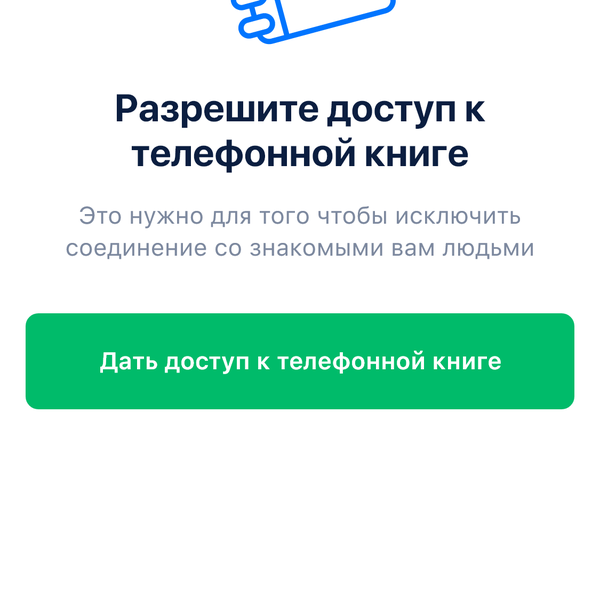 Разрешите доступ к
телефонной книге
Это нужно для того чтобы исключить
соединение со знакомыми вам людьми
Дать доступ к телефонной книге